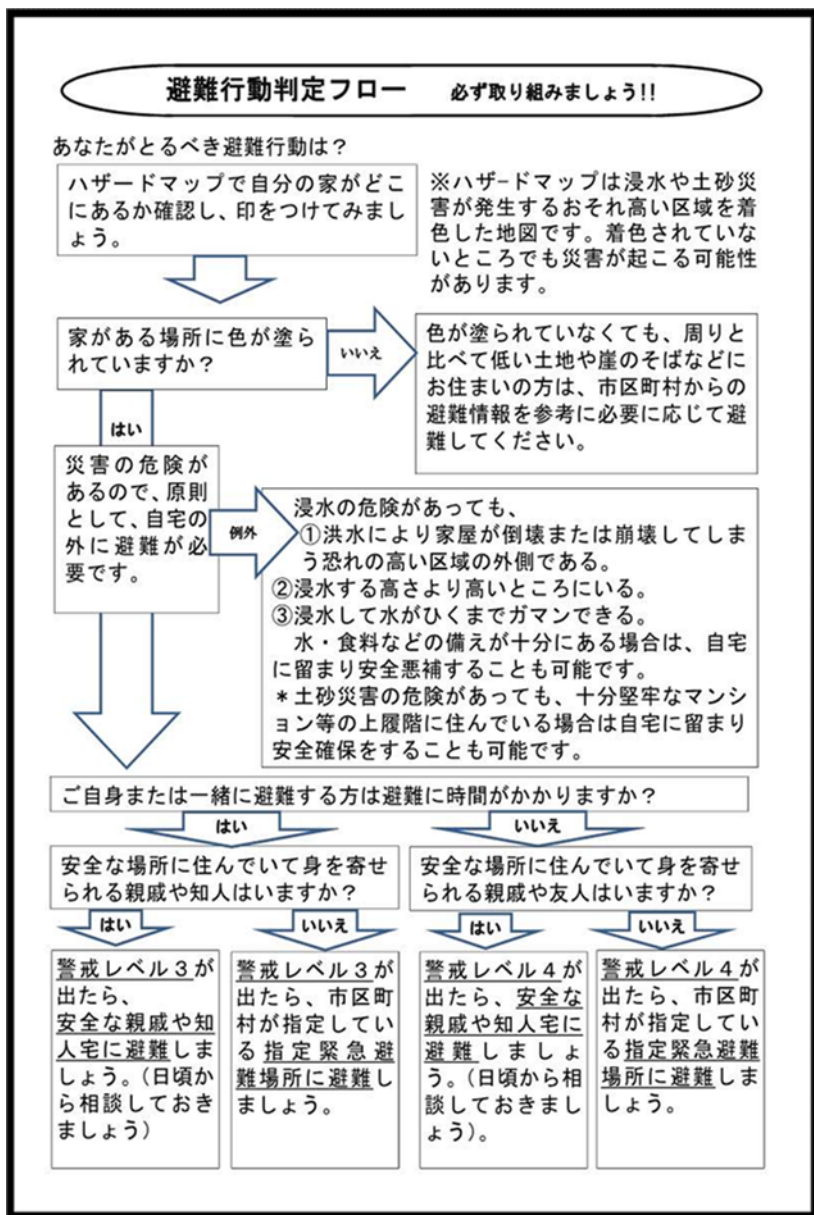 避難行動判定フロー　必ず取り組みましょう!!
あなたがとるべき避難行動は？
ハザードマップで自分の家がどこ
にあるか確認し、印をつけてみまし
ょう。
※ハザ-ドマップは浸水や土砂災
害が発生するおそれ高い区域を着
色した地図です。着色されていな
いところでも災害が起こる可能性
があります。
家がある場所に色が塗ら
れていますか？
いいえ
色が塗られていなくても、周りと
比べて低い土地や崖のそばなどに
お住まいの方は、市区町村からの
避難情報を参考に必要に応じて避
難してください。
はい
災害の危険が
あるので、原則
として、自宅の
外に避難が必
要です。
例外
浸水の危険があっても、
①洪水により家屋が倒壊または崩壊してしま
う恐れの高い区域の外側である。
②浸水する高さより高いところにいる。
③浸水して水がひくまでガマンできる。
水・食料などの備えが十分にある場合は、自宅
に留まり安全悪補することも可能です。
＊土砂災害の危険があっても、十分堅牢なマンシ
ョン等の上履階に住んでいる場合は自宅に留まり
安全確保をすることも可能です。
ご自身または一緒に避難する方は避難に時間がかかりますか？
はい
いいえ
安全な場所に住んでいて身を寄せ
られる親戚や知人はいますか？
安全な場所に住んでいて身を寄せ
られる親戚や友人はいますか？
はい
いいえ
はい
いいえ
警戒レベル３が
出たら、
安全な親戚や知
人宅に避難しま
しょう。（日頃か
ら相談しておき
ましょう）
警戒レベル３が
出たら、市区町
村が指定してい
る指定緊急避
難場所に避難し
ましょう。
警戒レベル４が
出たら、安全な
親戚や知人宅に
避難しましょ
う。（日頃から相
談しておきまし
ょう）。
警戒レベル４が
出たら、市区町
村が指定してい
る指定緊急避難
場所に避難しま
しょう。